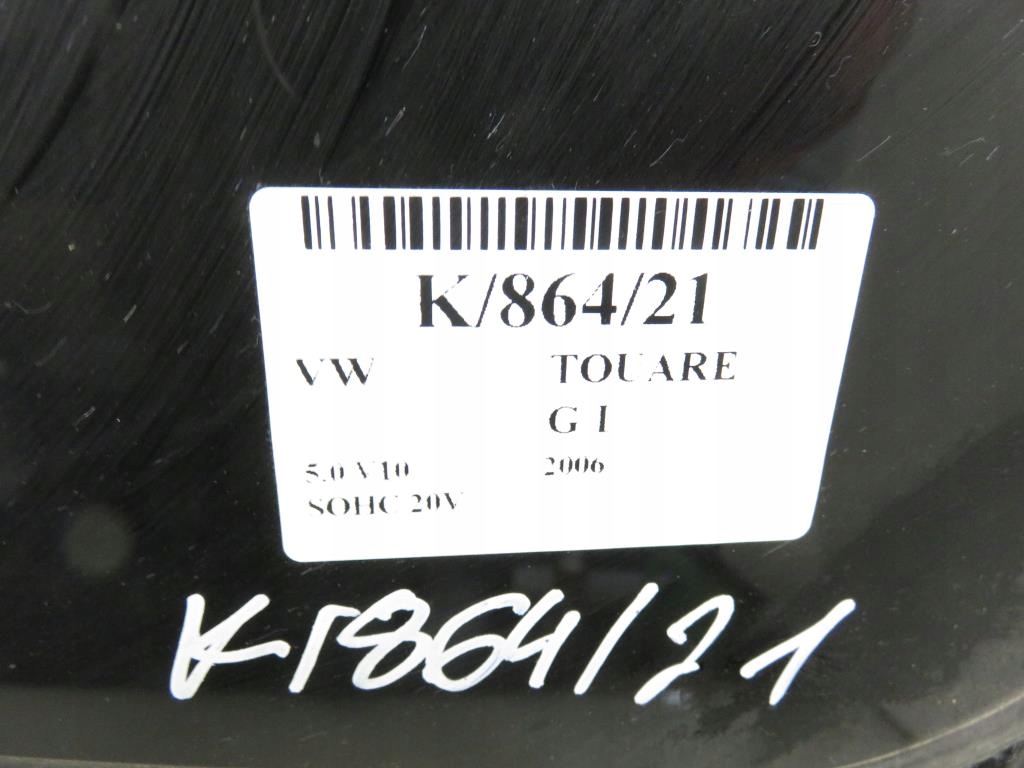 K/864/21
VW TOUARE
G I
5.0 V10 2006
SOHC 20V
K/864/21